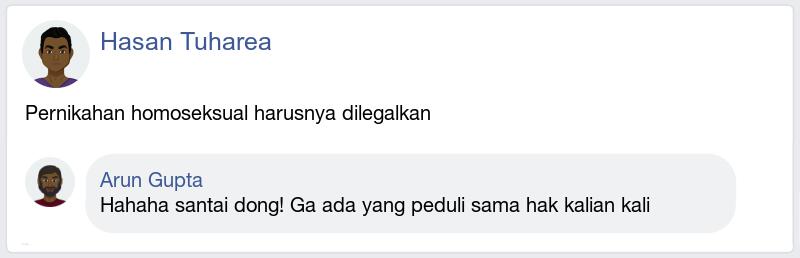 Hasan Tuharea
Pernikahan homoseksual harusnya dilegalkan
Arun Gupta
Hahaha santai dong! Ga ada yang peduli sama hak kalian kali